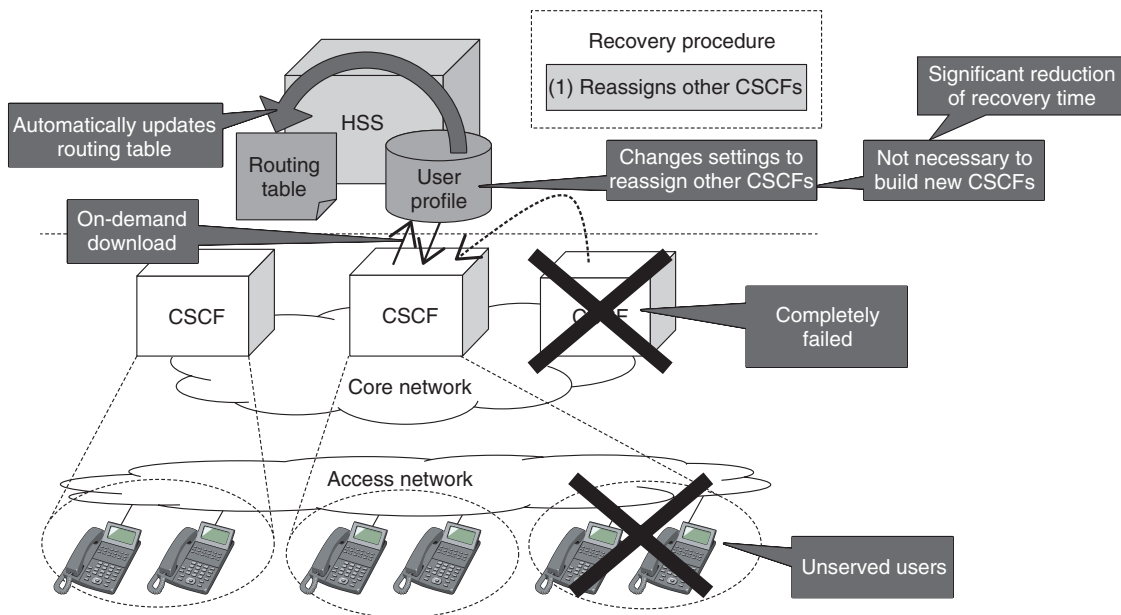 Recovery procedure
(1) Reassigns other CSCFs
Significant reduction
of recovery time
Automatically updates
routing table
HSS
Routing
table
User
profile
Changes settings to
reassign other CSCFs
Not necessary to
build new CSCFs
On-demand
download
CSCF
CSCF
CSCF
Completely
failed
Core network
Access network
Unserved users